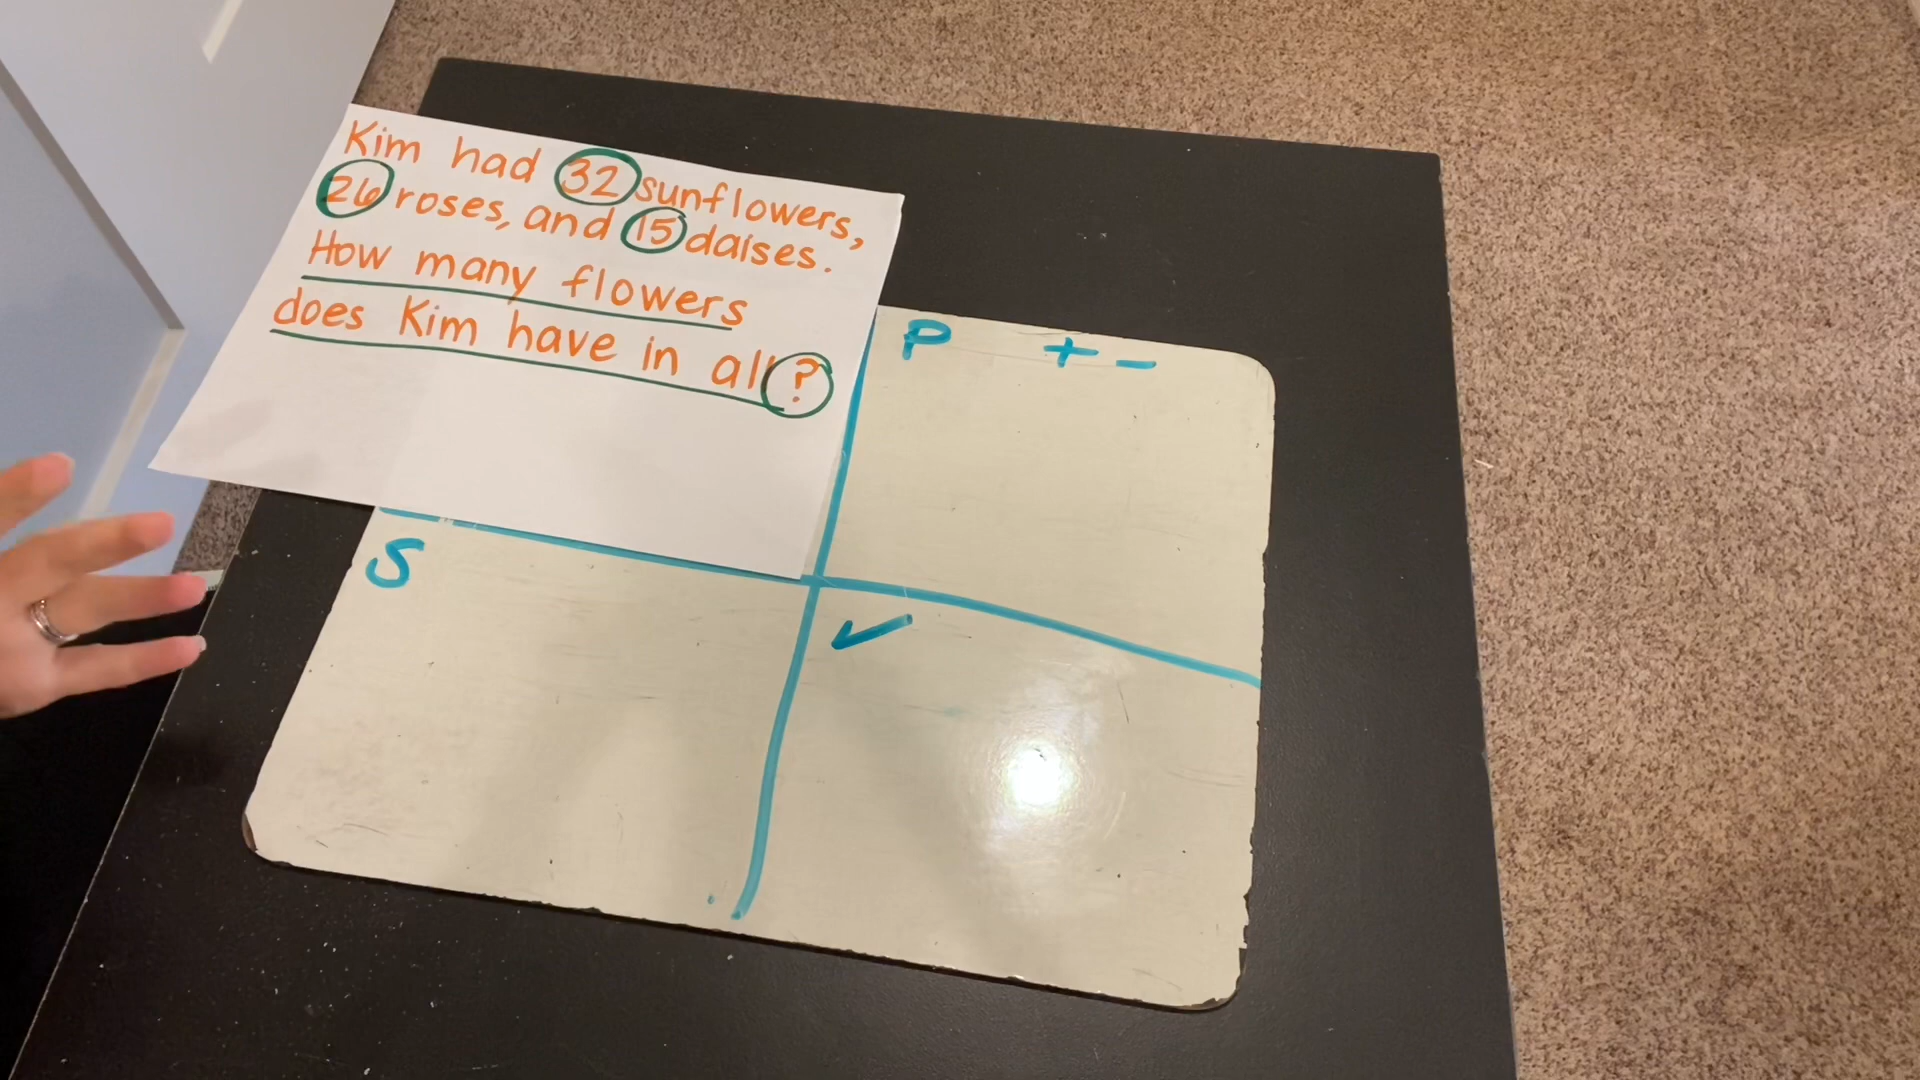 Kim had 32 sunflowers,
26 roses, and 15 daises.
How many flowers
does Kim have in all?
P + -
S
✓